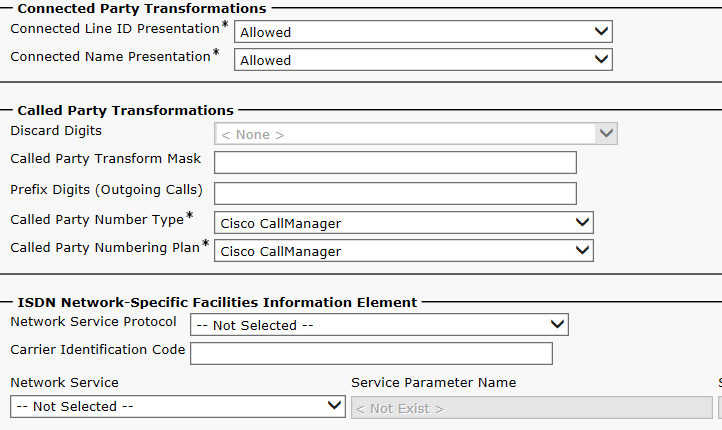 Connected Party Transformations
Connected Line ID Presentation* Allowed
Connected Name Presentation* Allowed
Called Party Transformations
Discard Digits < None >
Called Party Transform Mask
Prefix Digits (Outgoing Calls)
Called Party Number Type* Cisco CallManager
Called Party Numbering Plan* Cisco CallManager
ISDN Network-Specific Facilities Information Element
Network Service Protocol -- Not Selected --
Carrier Identification Code
Network Service Service Parameter Name
-- Not Selected -- < Not Exist >